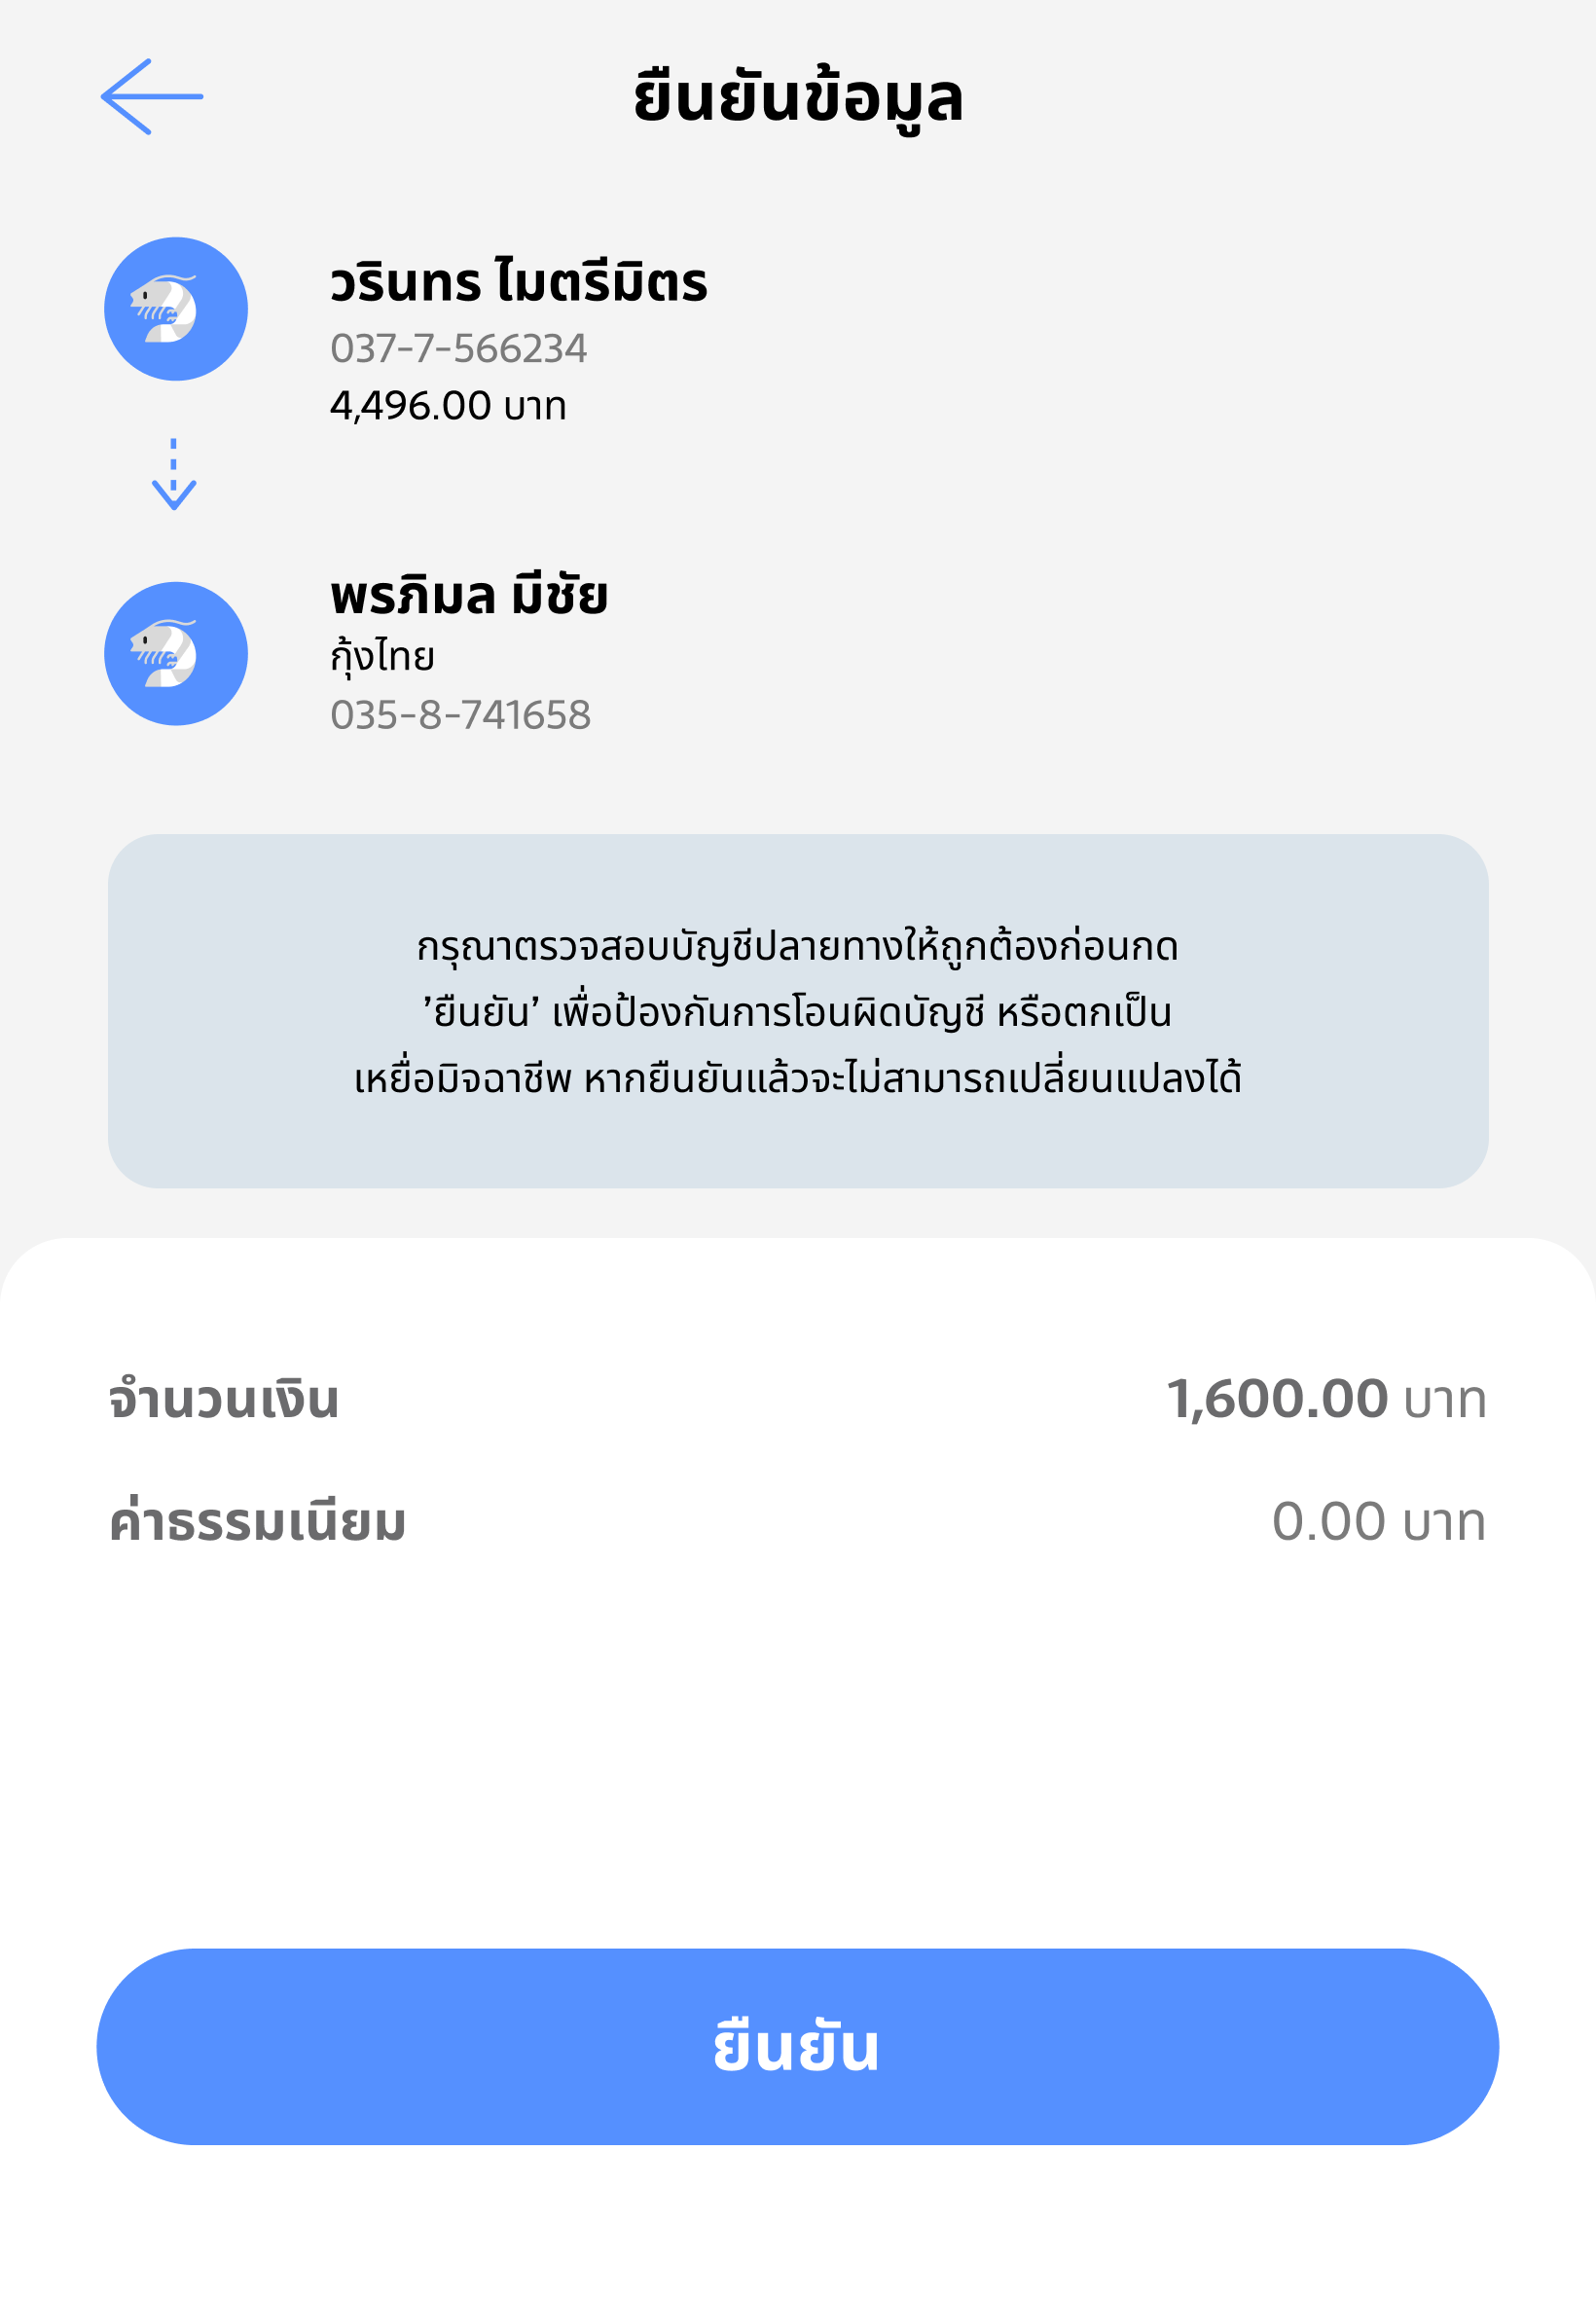 ยืนยันข้อมูล
วรินทร ไมตรีมิตร
037-7-566234
4,496.00 บาท
พรภิมล มีชัย
กุ้งไทย
035-8-741658
กรุณาตรวจสอบบัญชีปลายทางให้ถูกต้องก่อนกด
’ยืนยัน’ เพื่อป้องกันการโอนผิดบัญชี หรือตกเป็น
เหยื่อมิจฉาชีพ หากยืนยันแล้วจะไม่สามารถเปลี่ยนแปลงได้
จำนวนเงิน 1,600.00 บาท
ค่าธรรมเนียม 0.00 บาท
ยืนยัน